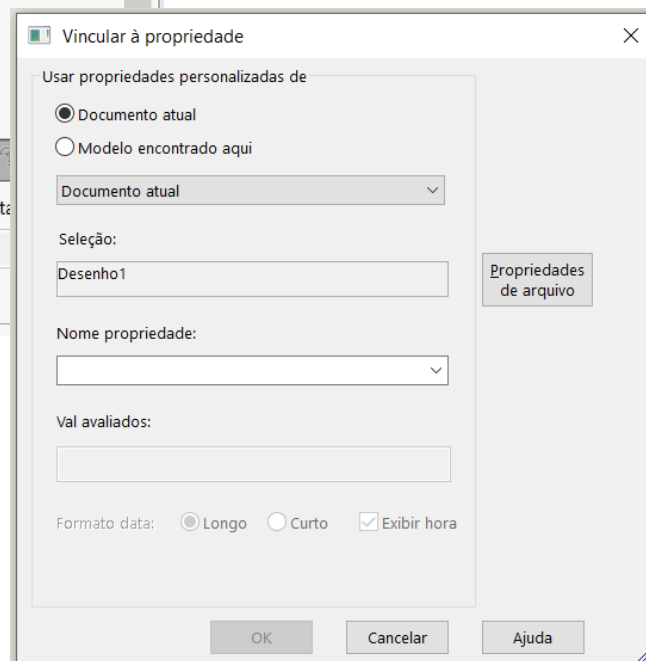 Vincular à propriedade
Usar propriedades personalizadas de
Documento atual
Modelo encontrado aqui
Documento atual
Seleção:
Desenho1
Propriedades
de arquivo
Nome propriedade:
Val avaliados:
Formato data: Longo Curto Exibir hora
OK Cancelar Ajuda